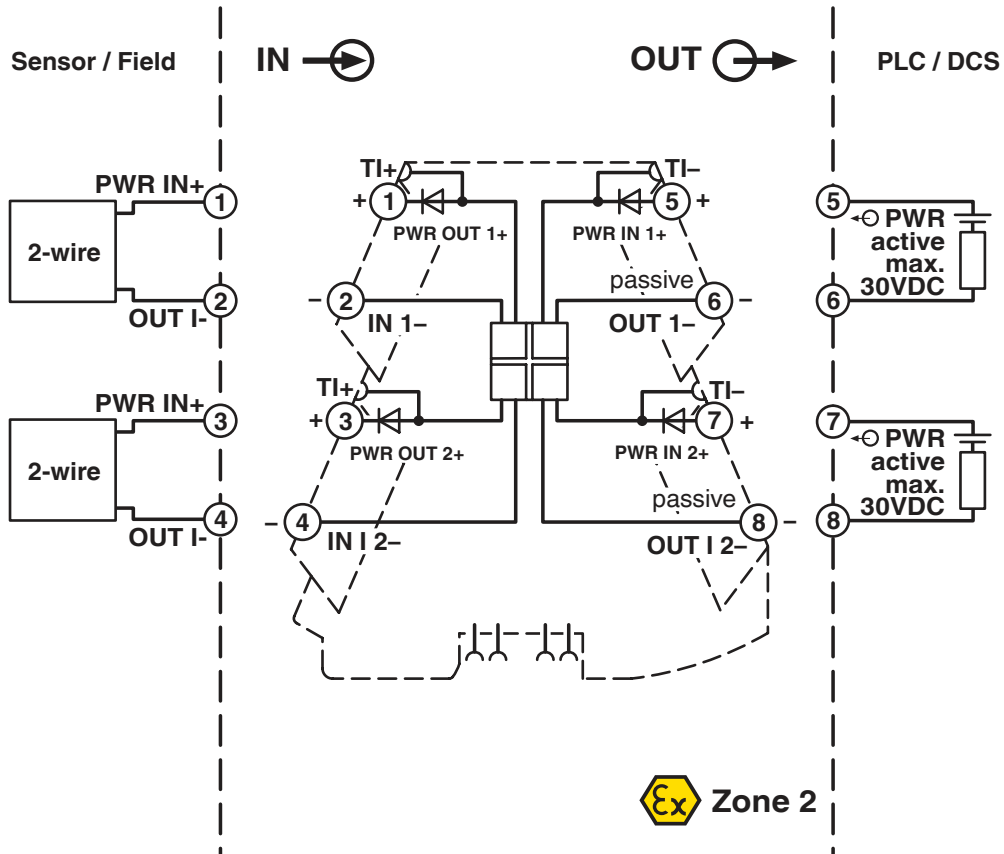 Sensor / Field
IN
OUT
PLC / DCS
PWR IN+
1
2-wire
2
OUT I-
PWR IN+
3
2-wire
4
OUT I-
TI+
+ 1
PWR OUT 1+
– 2
IN 1–
TI+
+ 3
PWR OUT 2+
– 4
IN I 2–
TI–
5 +
PWR IN 1+
passive
6 –
OUT 1–
TI–
7 +
PWR IN 2+
passive
8 –
OUT I 2–
5
PWR
active
max.
30VDC
6
7
PWR
active
max.
30VDC
8
Ex Zone 2